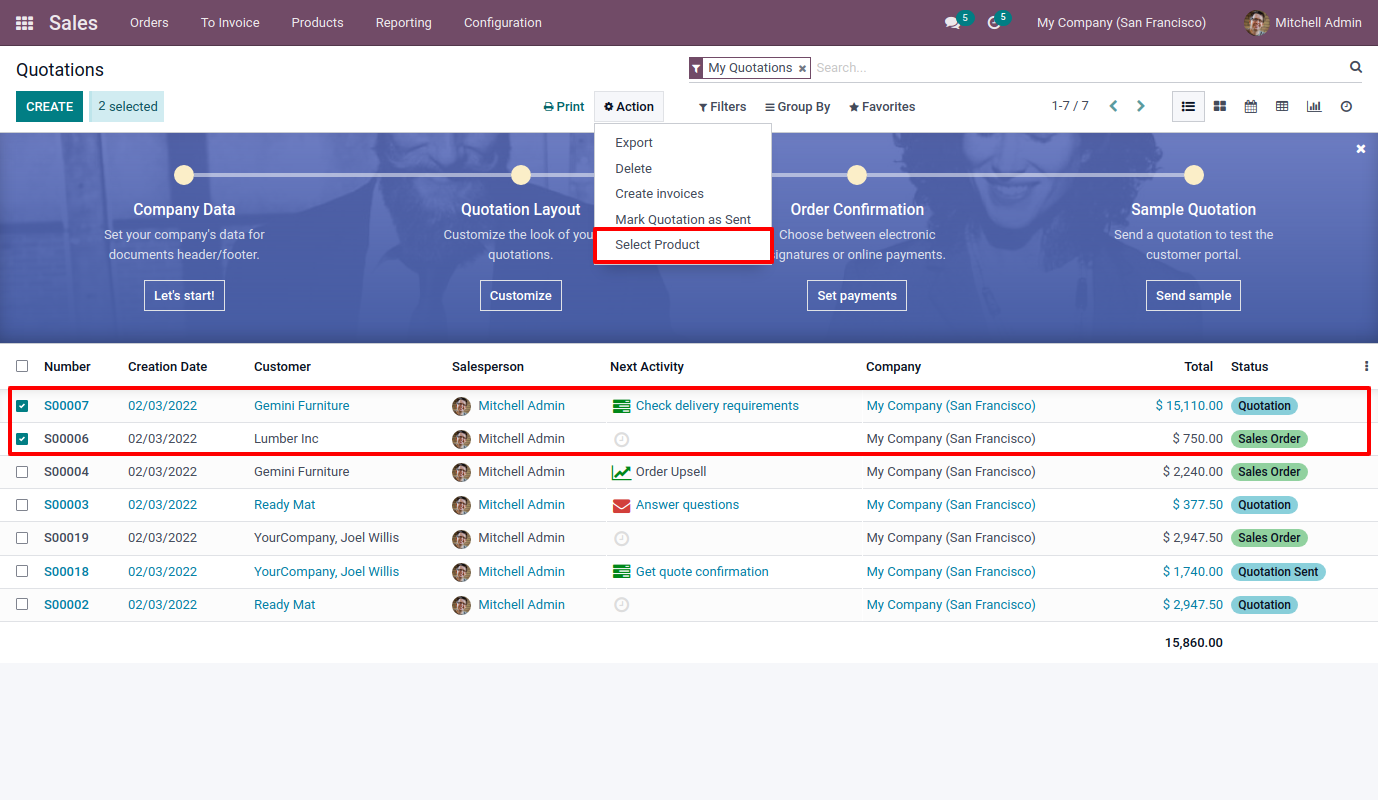 Sales Orders To Invoice Products Reporting Configuration 5 5 My Company (San Francisco) Mitchell Admin
Quotations My Quotations × Search...
CREATE 2 selected Print Action Filters Group By Favorites 1-7 / 7
Export
Delete
Create invoices
Mark Quotation as Sent
Select Product
Company Data
Set your company's data for
documents header/footer.
Let's start!
Quotation Layout
Customize the look of you
quotations.
Customize
Order Confirmation
Choose between electronic
ignatures or online payments.
Set payments
Sample Quotation
Send a quotation to test the
customer portal.
Send sample
Number Creation Date Customer Salesperson Next Activity Company Total Status
S00007 02/03/2022 Gemini Furniture Mitchell Admin Check delivery requirements My Company (San Francisco) $ 15,110.00 Quotation
S00006 02/03/2022 Lumber Inc Mitchell Admin My Company (San Francisco) $ 750.00 Sales Order
S00004 02/03/2022 Gemini Furniture Mitchell Admin Order Upsell My Company (San Francisco) $ 2,240.00 Sales Order
S00003 02/03/2022 Ready Mat Mitchell Admin Answer questions My Company (San Francisco) $ 377.50 Quotation
S00019 02/03/2022 YourCompany, Joel Willis Mitchell Admin My Company (San Francisco) $ 2,947.50 Sales Order
S00018 02/03/2022 YourCompany, Joel Willis Mitchell Admin Get quote confirmation My Company (San Francisco) $ 1,740.00 Quotation Sent
S00002 02/03/2022 Ready Mat Mitchell Admin My Company (San Francisco) $ 2,947.50 Quotation
15,860.00